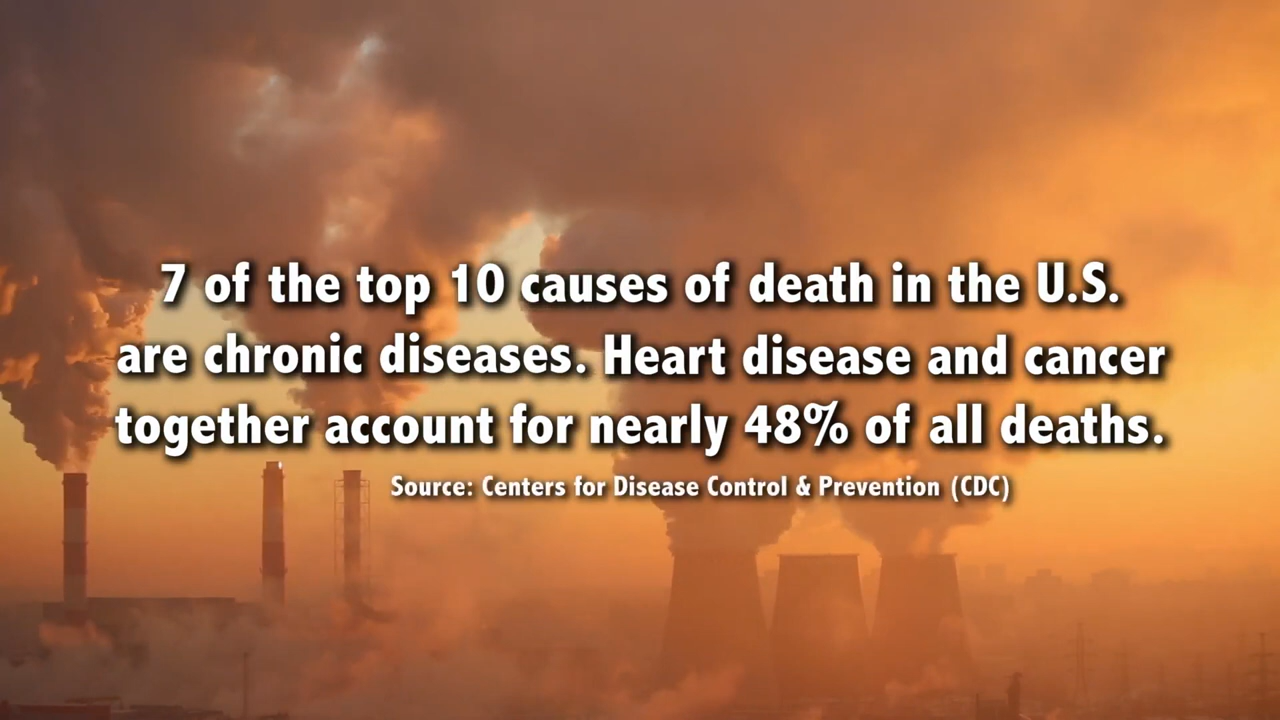 7 of the top 10 causes of death in the U.S.
are chronic diseases. Heart disease and cancer
together account for nearly 48% of all deaths.
Source: Centers for Disease Control & Prevention (CDC)